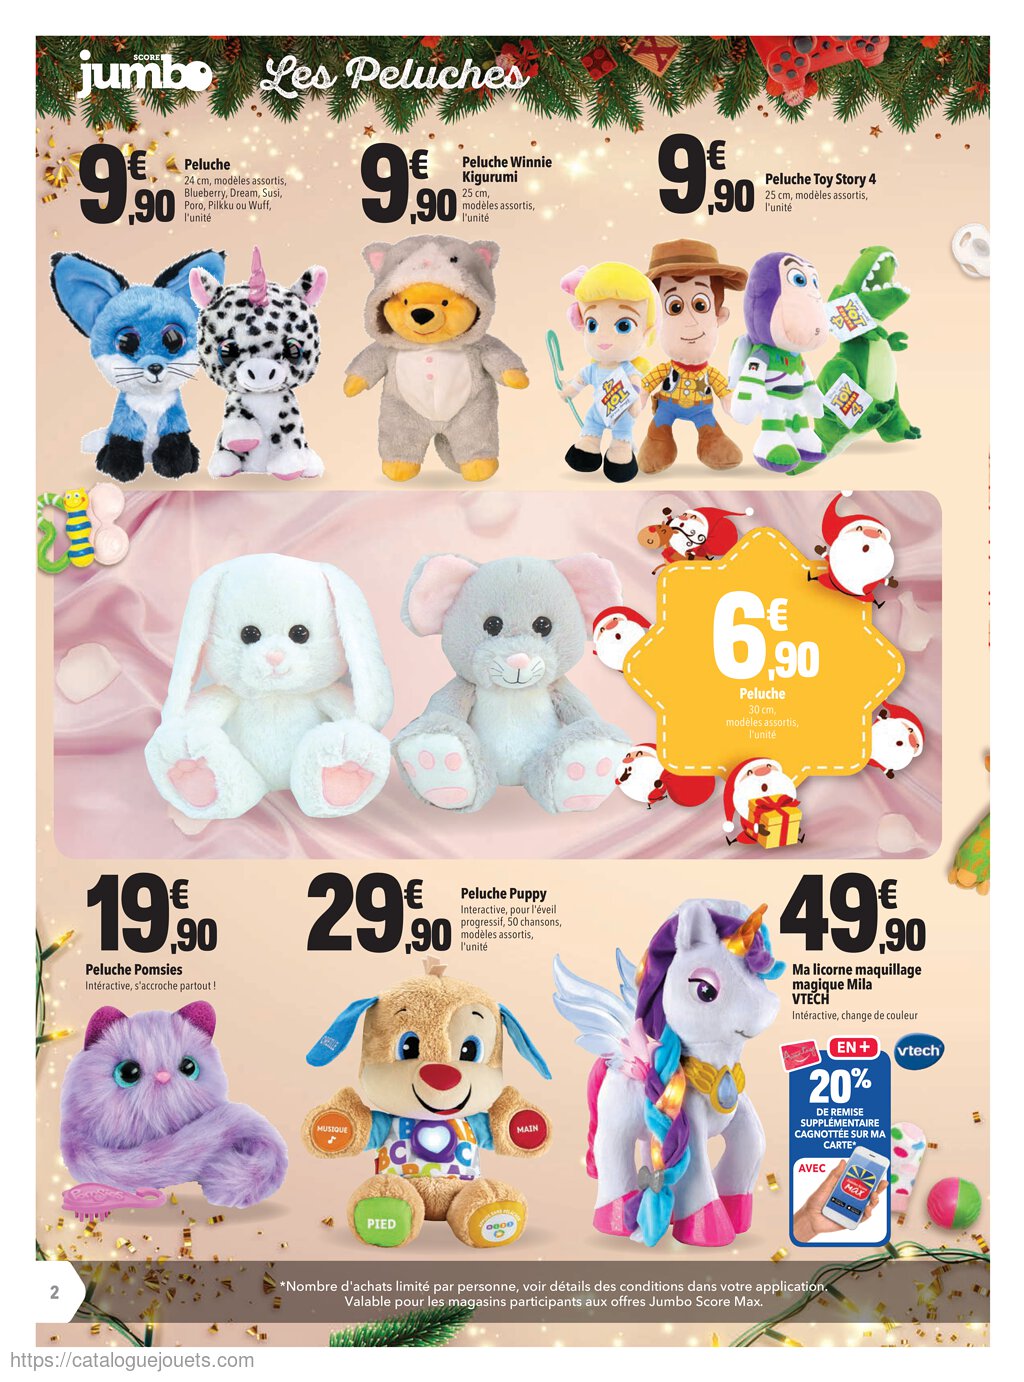 SCORE
jumbo
Les Peluches
9€,90
Peluche
24 cm, modèles assortis,
Blueberry, Dream, Susi,
Poro, Pilkku ou Wuff,
l'unité
9€,90
Peluche Winnie
Kigurumi
25 cm,
modèles assortis,
l'unité
9€,90
Peluche Toy Story 4
25 cm, modèles assortis,
l'unité
TOY
STORY
4
6€,90
Peluche
30 cm,
modèles assortis,
l'unité
19€,90
Peluche Pomsies
Intéractive, s'accroche partout !
29€,90
Peluche Puppy
Interactive, pour l'éveil
progressif, 50 chansons,
modèles assortis,
l'unité
49€,90
Ma licorne maquillage
magique Mila
VTECH
Intéractive, change de couleur
EN +
vtech
20%
DE REMISE
SUPPLÉMENTAIRE
CAGNOTTÉE SUR MA
CARTE*
AVEC
MAX
MUSIQUE
MAIN
PIED
*Nombre d'achats limité par personne, voir détails des conditions dans votre application.
Valable pour les magasins participants aux offres Jumbo Score Max.
2
https://cataloguejouets.com